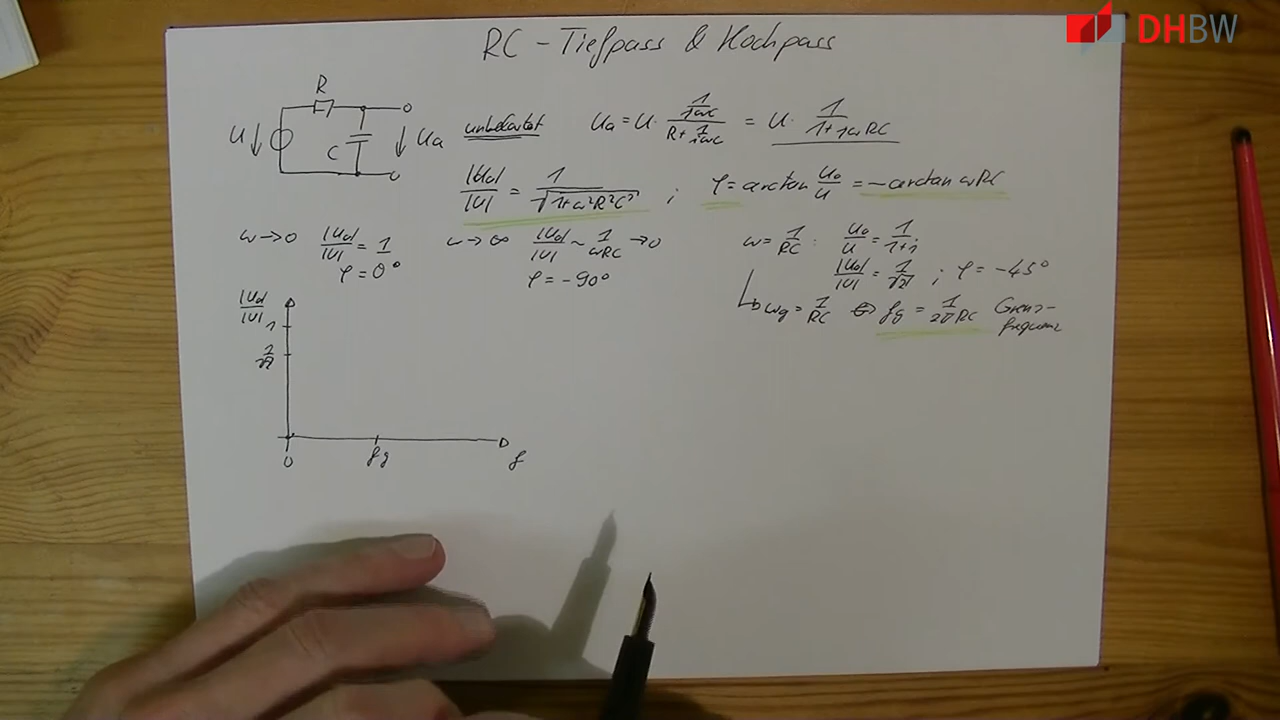 DHBW
RC - Tiefpass & Hochpass
R
U
C
Ua
unbelastet
Ua = U · (1/jωC)/(R + 1/jωC) = U · 1/(1+jωRC)
|Ua|/|U| = 1/√(1+ω²R²C²) ; φ = arctan Ua/U = -arctan ωRC
ω → 0 |Ua|/|U| = 1
φ = 0°
ω → ∞ |Ua|/|U| ~ 1/ωRC → 0
φ = -90°
ω = 1/RC : Ua/U = 1/(1+j)
|Ua|/|U| = 1/√2 ; φ = -45°
ωg = 1/RC ⇔ fg = 1/2πRC Grenz-
frequenz
|Ua|/|U|
1
1/√2
0
fg
f